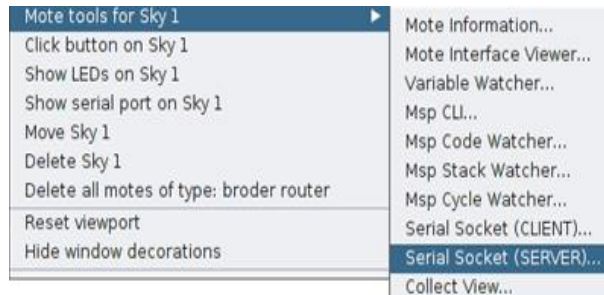 Mote tools for Sky 1
Click button on Sky 1
Show LEDs on Sky 1
Show serial port on Sky 1
Move Sky 1
Delete Sky 1
Delete all motes of type: broder router
Reset viewport
Hide window decorations
Mote Information...
Mote Interface Viewer...
Variable Watcher...
Msp CLI...
Msp Code Watcher...
Msp Stack Watcher...
Msp Cycle Watcher...
Serial Socket (CLIENT)...
Serial Socket (SERVER)...
Collect View...